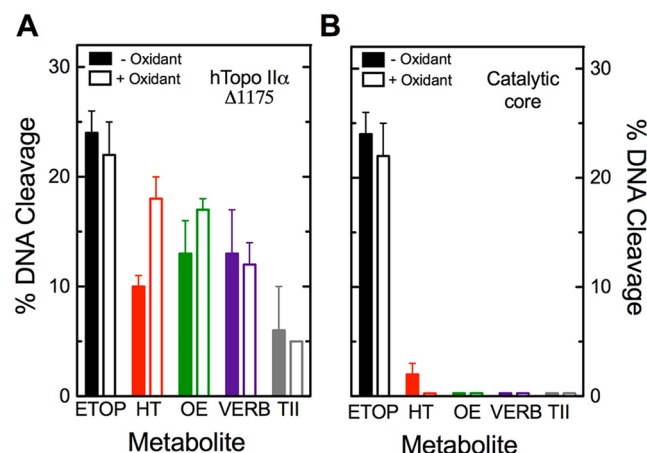 A
B
- Oxidant
+ Oxidant
hTopo IIα
Δ1175
- Oxidant
+ Oxidant
Catalytic
core
30
20
10
0
% DNA Cleavage
30
20
10
0
% DNA Cleavage
ETOP HT OE VERB TII
ETOP HT OE VERB TII
Metabolite
Metabolite